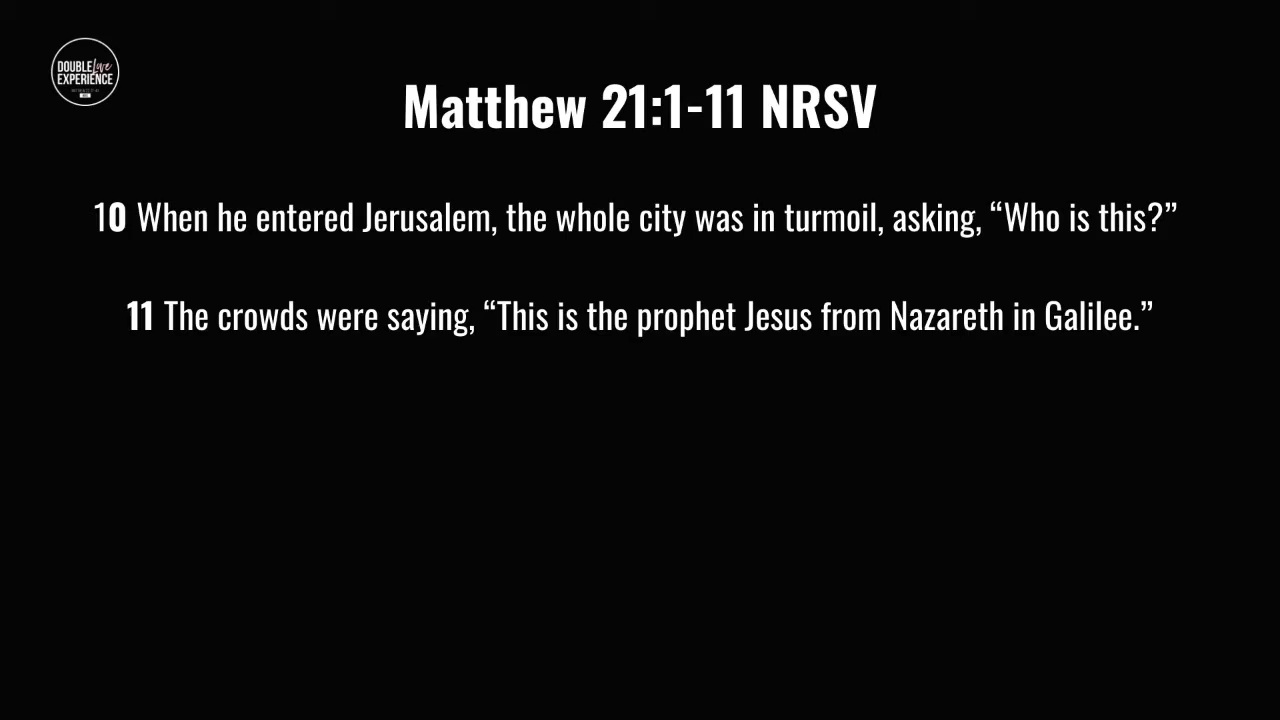 DOUBLE Love
EXPERIENCE
Matthew 21:1-11 NRSV
10 When he entered Jerusalem, the whole city was in turmoil, asking, “Who is this?”
11 The crowds were saying, “This is the prophet Jesus from Nazareth in Galilee.”